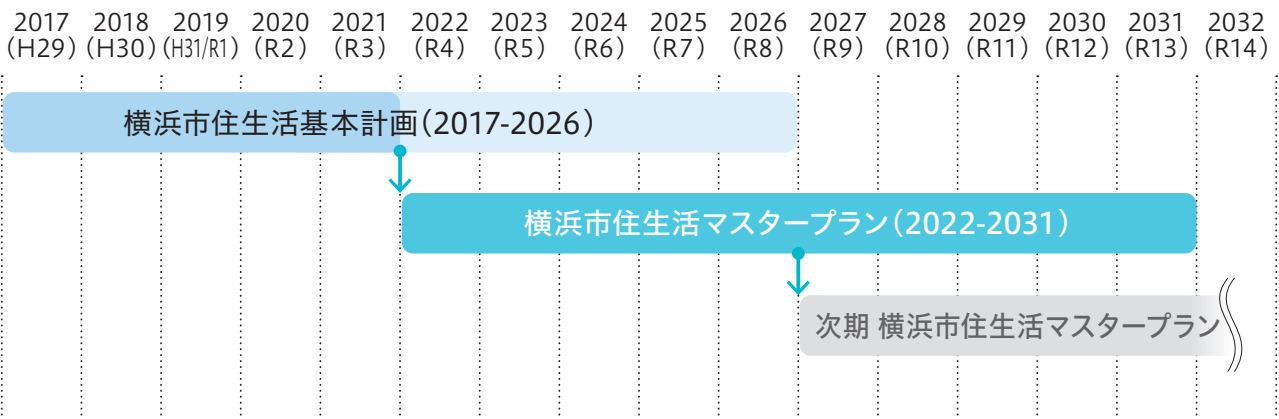 2017 2018 2019 2020 2021 2022 2023 2024 2025 2026 2027 2028 2029 2030 2031 2032
(H29) (H30) (H31/R1) (R2) (R3) (R4) (R5) (R6) (R7) (R8) (R9) (R10) (R11) (R12) (R13) (R14)
横浜市住生活基本計画(2017-2026)
横浜市住生活マスタープラン(2022-2031)
次期 横浜市住生活マスタープラン